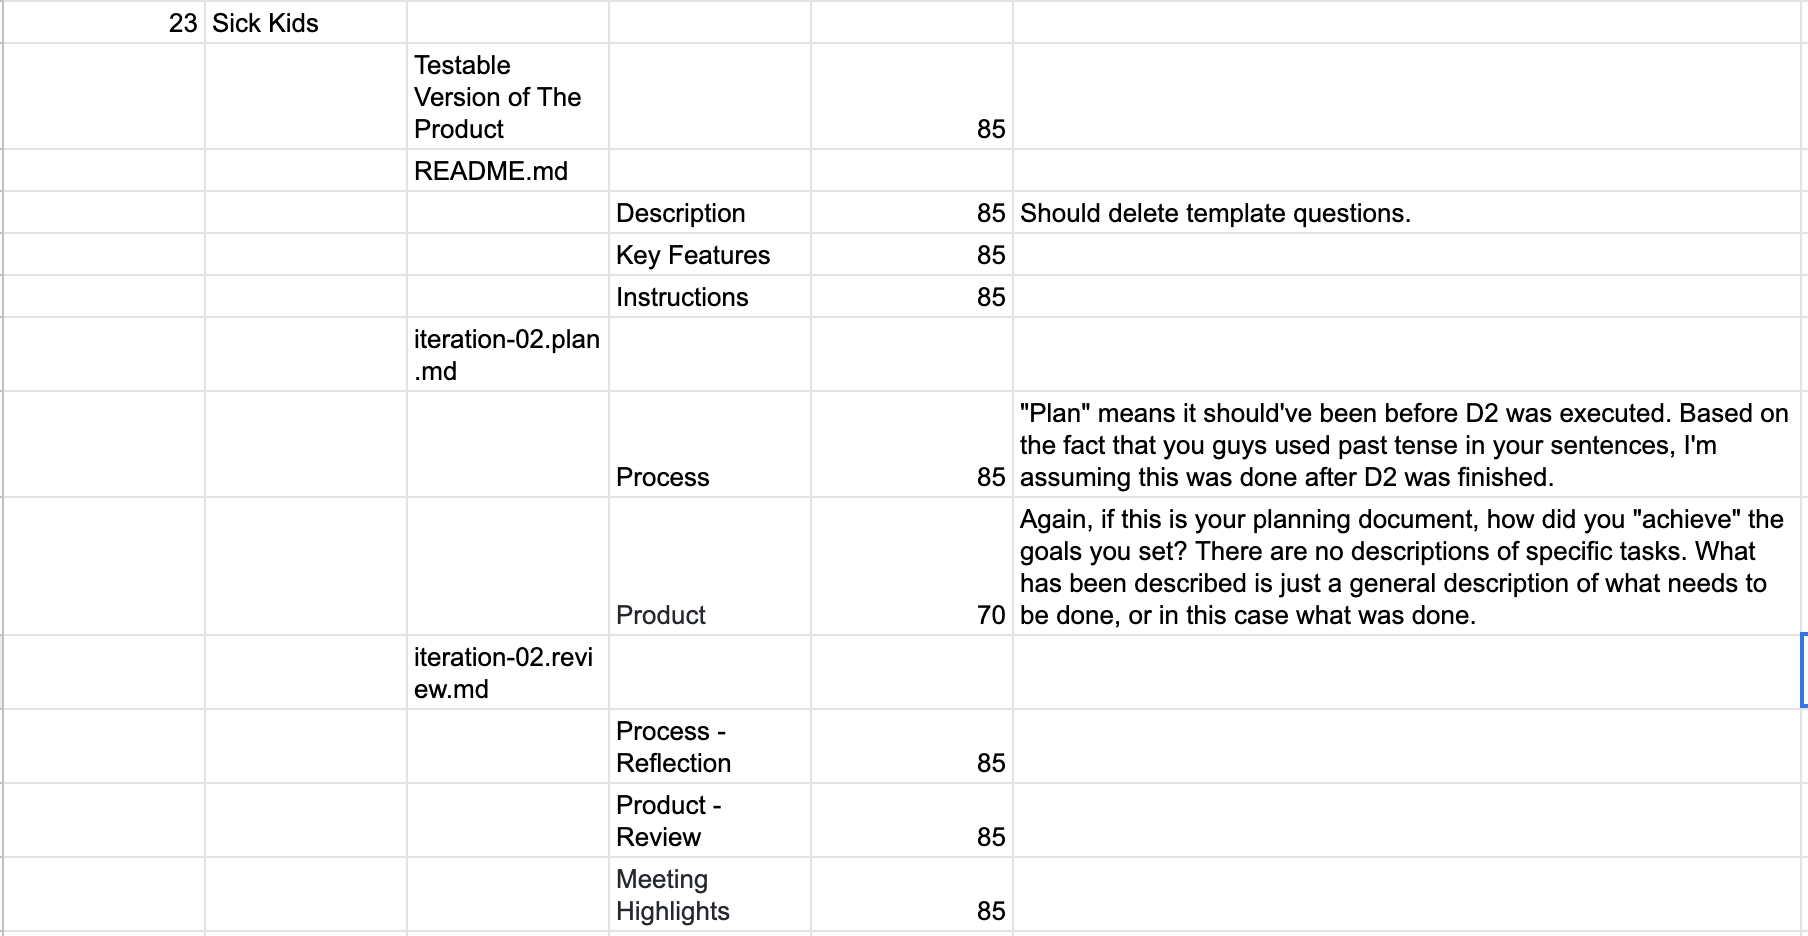 23 Sick Kids
Testable
Version of The
Product 85
README.md
Description 85 Should delete template questions.
Key Features 85
Instructions 85
iteration-02.plan
.md
"Plan" means it should've been before D2 was executed. Based on
the fact that you guys used past tense in your sentences, I'm
Process 85 assuming this was done after D2 was finished.
Again, if this is your planning document, how did you "achieve" the
goals you set? There are no descriptions of specific tasks. What
has been described is just a general description of what needs to
Product 70 be done, or in this case what was done.
iteration-02.revi
ew.md
Process -
Reflection 85
Product -
Review 85
Meeting
Highlights 85